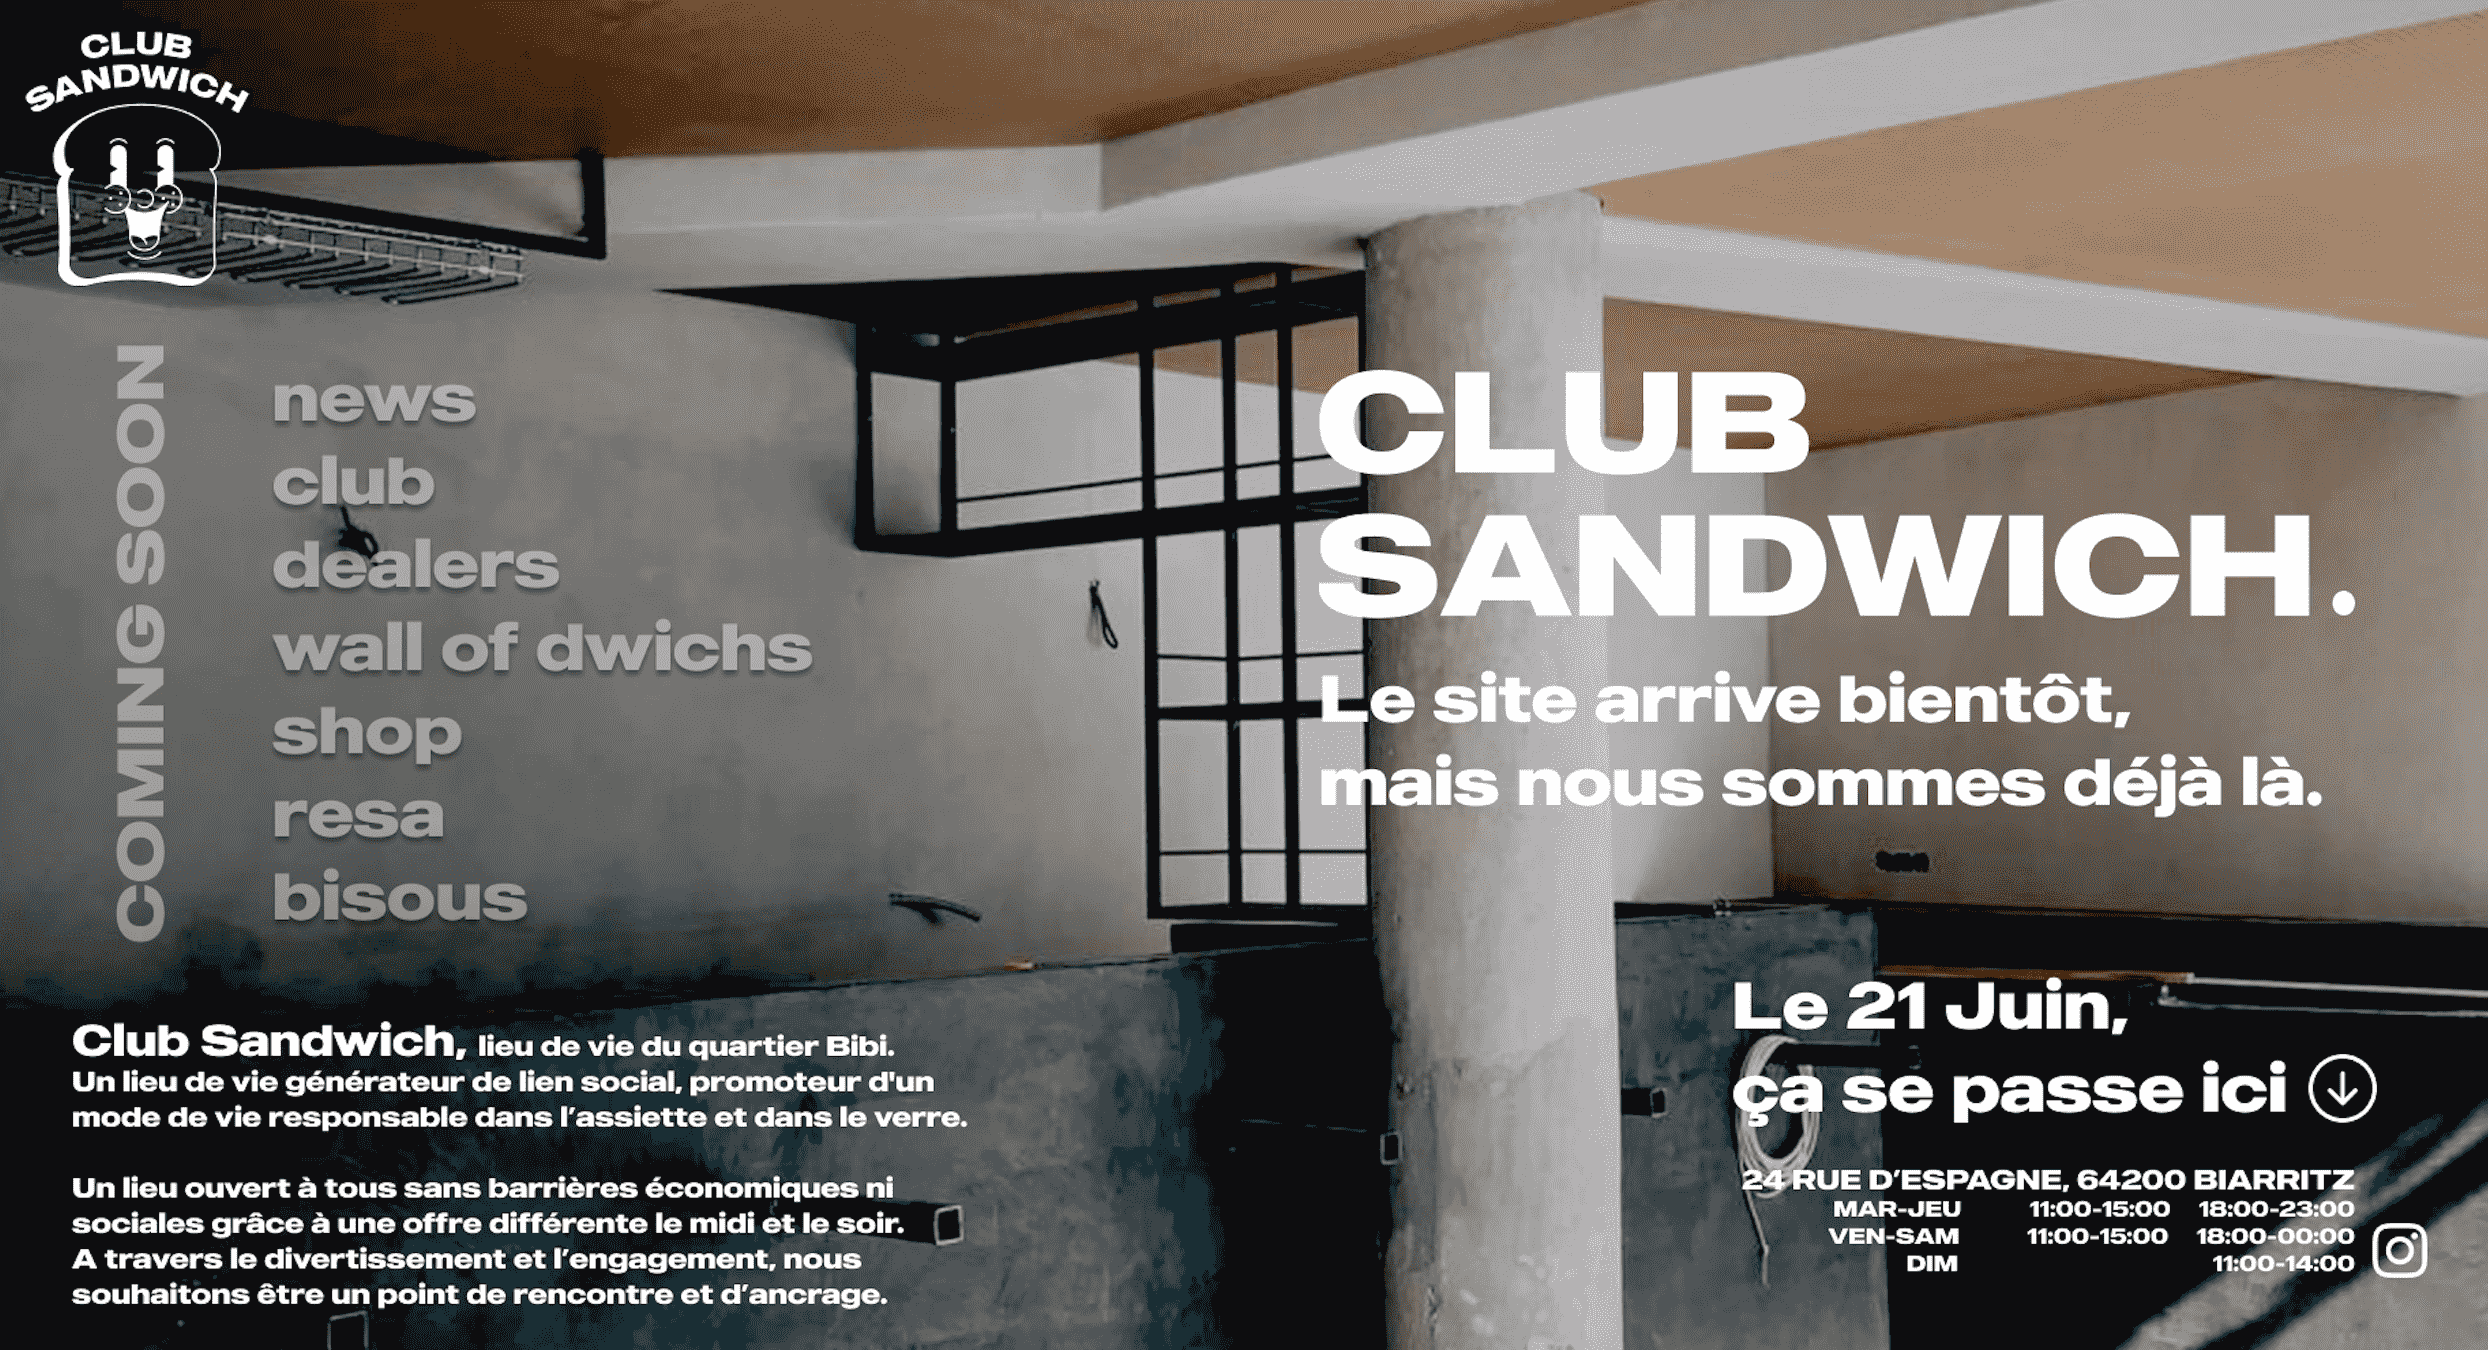 CLUB
SANDWICH
COMING SOON
news
club
dealers
wall of dwichs
shop
resa
bisous
CLUB
SANDWICH.
Le site arrive bientôt,
mais nous sommes déjà là.
Club Sandwich, lieu de vie du quartier Bibi.
Un lieu de vie générateur de lien social, promoteur d'un
mode de vie responsable dans l’assiette et dans le verre.
Un lieu ouvert à tous sans barrières économiques ni
sociales grâce à une offre différente le midi et le soir.
A travers le divertissement et l’engagement, nous
souhaitons être un point de rencontre et d’ancrage.
Le 21 Juin,
ça se passe ici
24 RUE D’ESPAGNE, 64200 BIARRITZ
MAR-JEU 11:00-15:00 18:00-23:00
VEN-SAM 11:00-15:00 18:00-00:00
DIM 11:00-14:00